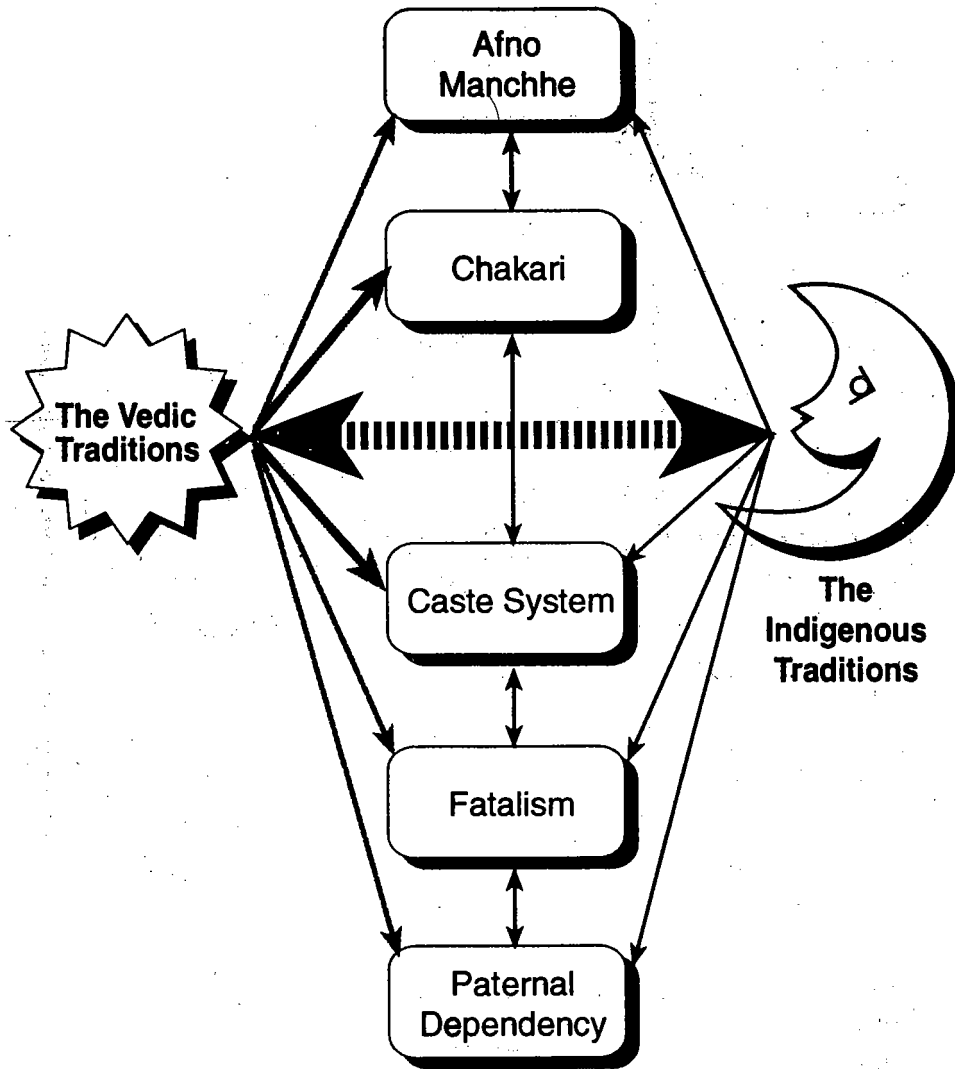 Afno
Manchhe
Chakari
The Vedic
Traditions
Caste System
The
Indigenous
Traditions
Fatalism
Paternal
Dependency